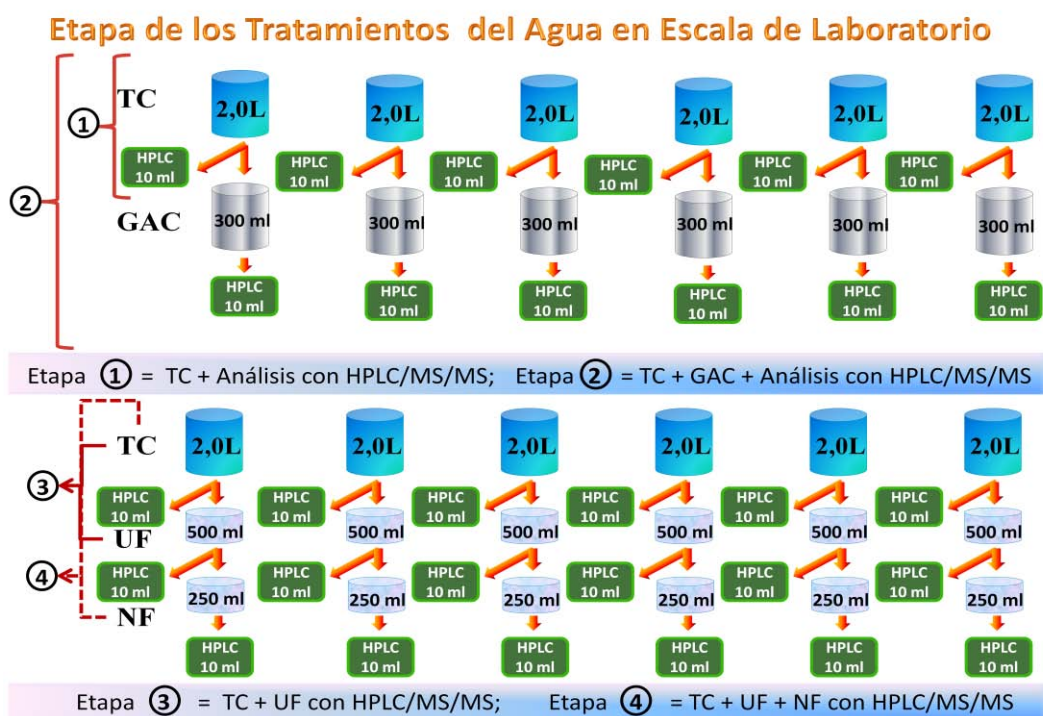 Etapa de los Tratamientos del Agua en Escala de Laboratorio
TC
2,0L 2,0L 2,0L 2,0L 2,0L 2,0L
1
HPLC HPLC HPLC HPLC HPLC HPLC
10 ml 10 ml 10 ml 10 ml 10 ml 10 ml
2
GAC
300 ml 300 ml 300 ml 300 ml 300 ml 300 ml
HPLC HPLC HPLC HPLC HPLC HPLC
10 ml 10 ml 10 ml 10 ml 10 ml 10 ml
Etapa 1 = TC + Análisis con HPLC/MS/MS; Etapa 2 = TC + GAC + Análisis con HPLC/MS/MS
TC
2,0L 2,0L 2,0L 2,0L 2,0L 2,0L
3
HPLC HPLC HPLC HPLC HPLC HPLC
10 ml 10 ml 10 ml 10 ml 10 ml 10 ml
UF
500 ml 500 ml 500 ml 500 ml 500 ml 500 ml
4
HPLC HPLC HPLC HPLC HPLC HPLC
10 ml 10 ml 10 ml 10 ml 10 ml 10 ml
NF
250 ml 250 ml 250 ml 250 ml 250 ml 250 ml
HPLC HPLC HPLC HPLC HPLC HPLC
10 ml 10 ml 10 ml 10 ml 10 ml 10 ml
Etapa 3 = TC + UF con HPLC/MS/MS; Etapa 4 = TC + UF + NF con HPLC/MS/MS